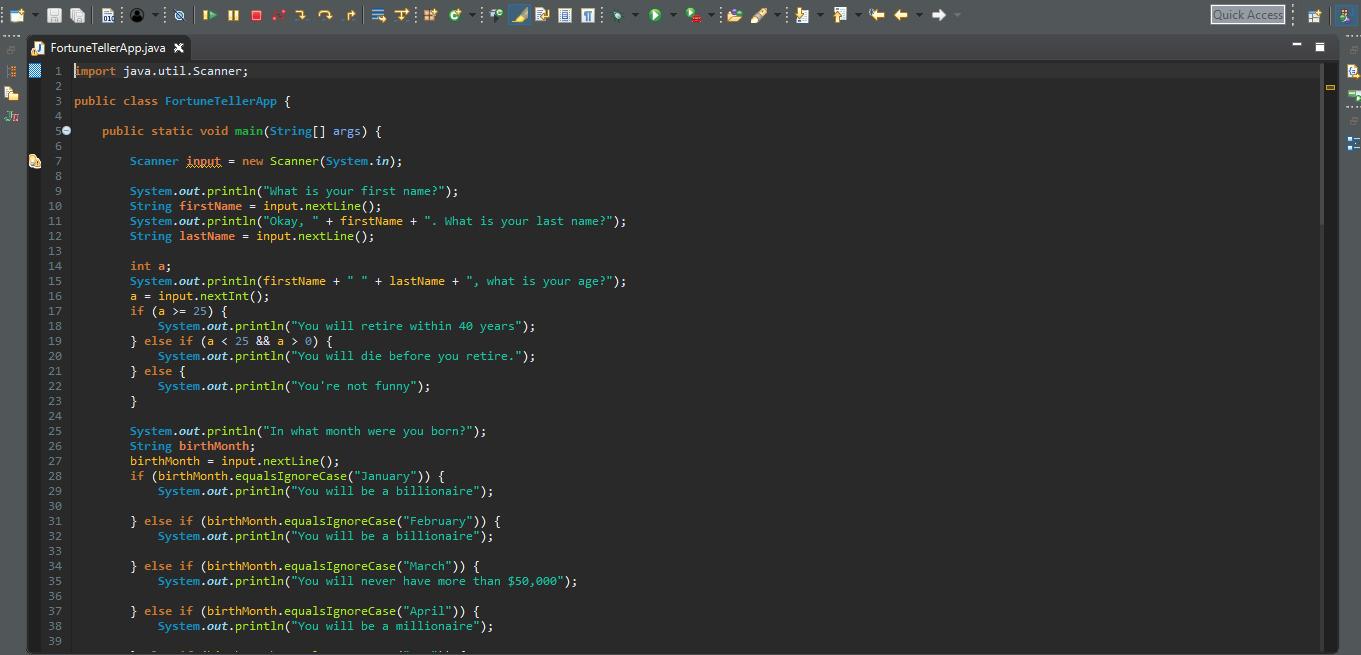 Quick Access
FortuneTellerApp.java
1 import java.util.Scanner;
2
3 public class FortuneTellerApp {
4
5 public static void main(String[] args) {
6
7 Scanner input = new Scanner(System.in);
8
9 System.out.println("What is your first name?");
10 String firstName = input.nextLine();
11 System.out.println("Okay, " + firstName + ". What is your last name?");
12 String lastName = input.nextLine();
13
14 int a;
15 System.out.println(firstName + " " + lastName + ", what is your age?");
16 a = input.nextInt();
17 if (a >= 25) {
18 System.out.println("You will retire within 40 years");
19 } else if (a < 25 && a > 0) {
20 System.out.println("You will die before you retire.");
21 } else {
22 System.out.println("You're not funny");
23 }
24
25 System.out.println("In what month were you born?");
26 String birthMonth;
27 birthMonth = input.nextLine();
28 if (birthMonth.equalsIgnoreCase("January")) {
29 System.out.println("You will be a billionaire");
30
31 } else if (birthMonth.equalsIgnoreCase("February")) {
32 System.out.println("You will be a billionaire");
33
34 } else if (birthMonth.equalsIgnoreCase("March")) {
35 System.out.println("You will never have more than $50,000");
36
37 } else if (birthMonth.equalsIgnoreCase("April")) {
38 System.out.println("You will be a millionaire");
39